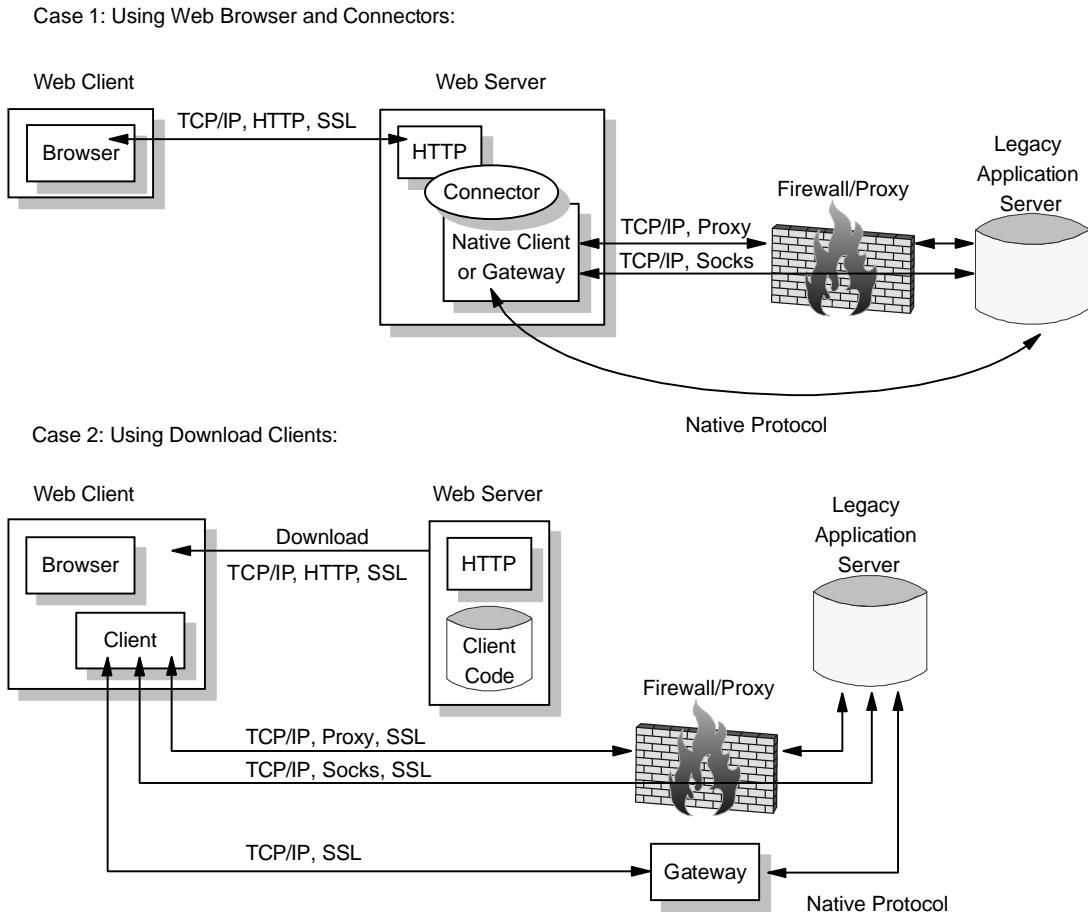 Case 1: Using Web Browser and Connectors:
Web Client
Web Server
TCP/IP, HTTP, SSL
Browser
HTTP
Connector
Native Client
or Gateway
Firewall/Proxy
Legacy
Application
Server
TCP/IP, Proxy
TCP/IP, Socks
Native Protocol
Case 2: Using Download Clients:
Web Client
Web Server
Legacy
Application
Server
Download
TCP/IP, HTTP, SSL
Browser
HTTP
Client
Client
Code
Firewall/Proxy
TCP/IP, Proxy, SSL
TCP/IP, Socks, SSL
TCP/IP, SSL
Gateway
Native Protocol